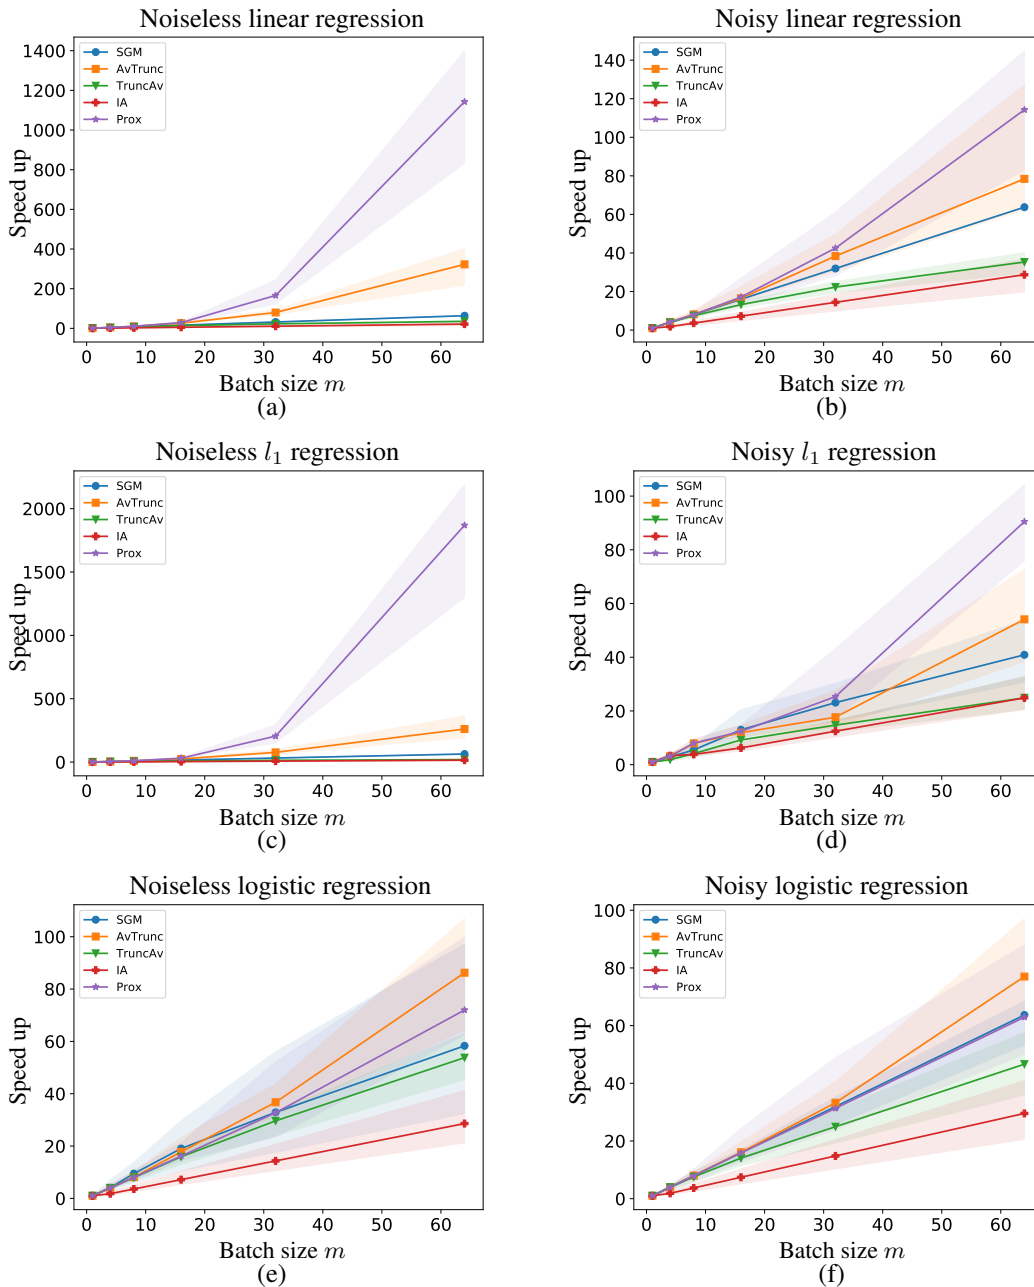 Noiseless linear regression
1400
1200
1000
800
600
400
200
0
Speed up
SGM
AvTrunc
TruncAv
IA
Prox
0 10 20 30 40 50 60
Batch size m
(a)
Noisy linear regression
140
120
100
80
60
40
20
0
Speed up
SGM
AvTrunc
TruncAv
IA
Prox
0 10 20 30 40 50 60
Batch size m
(b)
Noiseless l₁ regression
2000
1500
1000
500
0
Speed up
SGM
AvTrunc
TruncAv
IA
Prox
0 10 20 30 40 50 60
Batch size m
(c)
Noisy l₁ regression
100
80
60
40
20
0
Speed up
SGM
AvTrunc
TruncAv
IA
Prox
0 10 20 30 40 50 60
Batch size m
(d)
Noiseless logistic regression
100
80
60
40
20
0
Speed up
SGM
AvTrunc
TruncAv
IA
Prox
0 10 20 30 40 50 60
Batch size m
(e)
Noisy logistic regression
100
80
60
40
20
0
Speed up
SGM
AvTrunc
TruncAv
IA
Prox
0 10 20 30 40 50 60
Batch size m
(f)